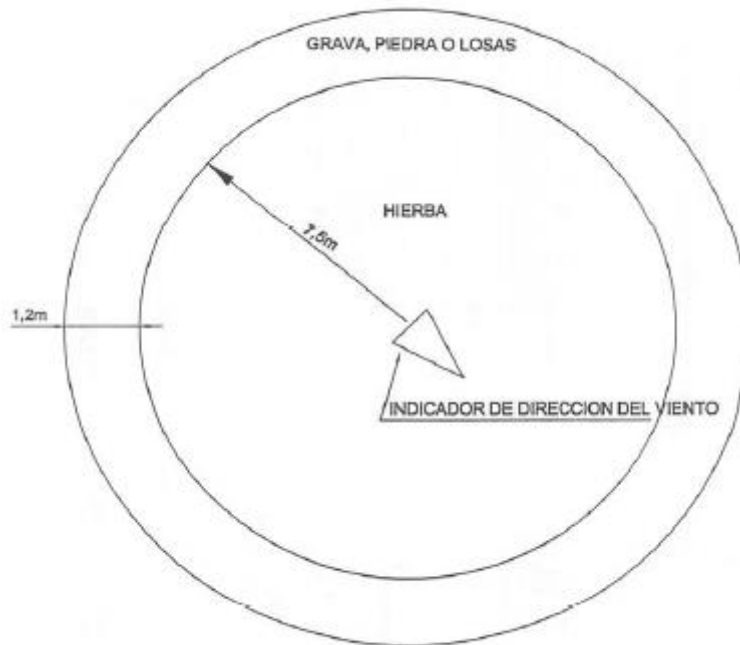 GRAVA, PIEDRA O LOSAS
HIERBA
7,5m
1,2m
INDICADOR DE DIRECCION DEL VIENTO